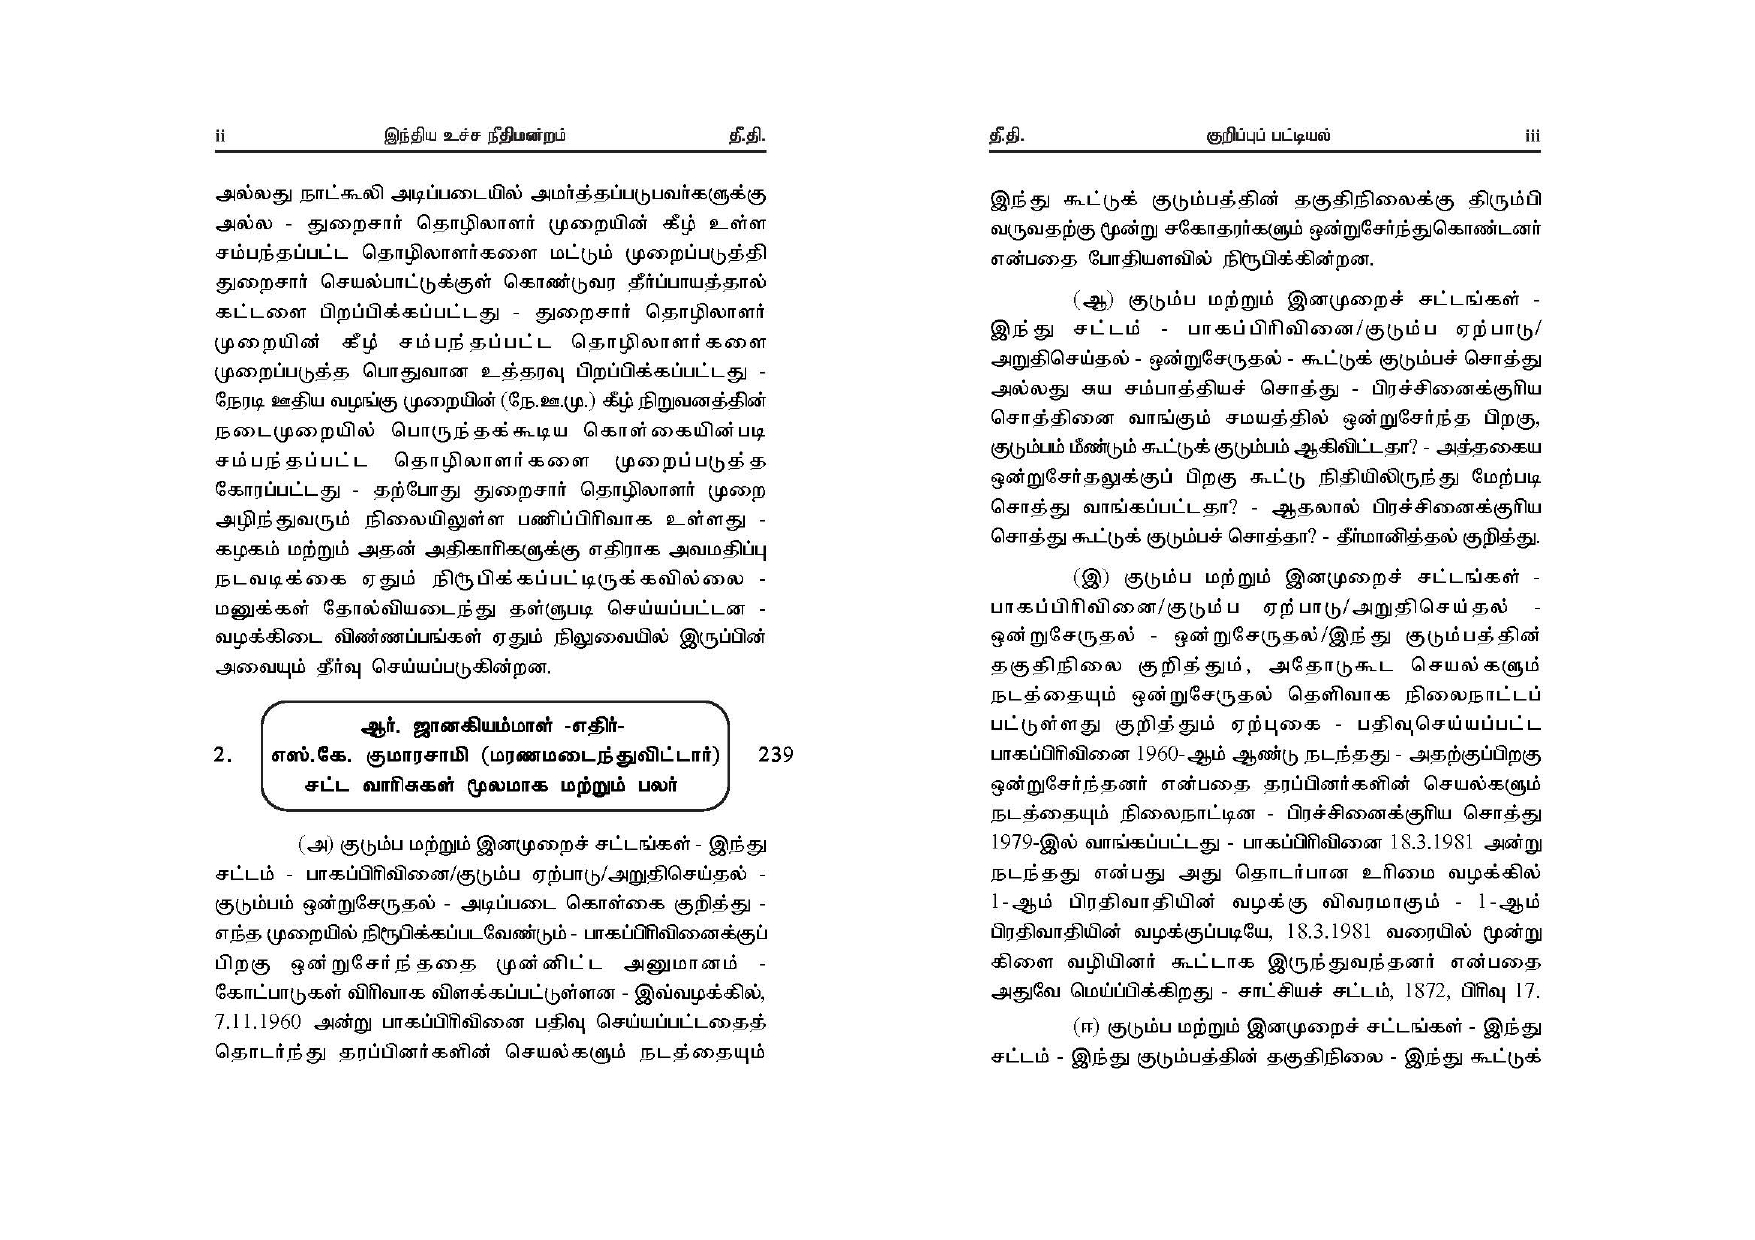 ii இந்திய உச்ச நீதிமன்றம் தீ.தி.
அல்லது நாட்கூலி அடிப்படையில் அமர்த்தப்படுபவர்களுக்கு
அல்ல - துறைசார் தொழிலாளர் முறையின் கீழ் உள்ள
சம்பந்தப்பட்ட தொழிலாளர்களை மட்டும் முறைப்படுத்தி
துறைசார் செயல்பாட்டுக்குள் கொண்டுவர தீர்ப்பாயத்தால்
கட்டளை பிறப்பிக்கப்பட்டது - துறைசார் தொழிலாளர்
முறையின் கீழ் சம்பந்தப்பட்ட தொழிலாளர்களை
முறைப்படுத்த பொதுவான உத்தரவு பிறப்பிக்கப்பட்டது -
நேரடி ஊதிய வழங்கு முறையின் (நே.ஊ.மு.) கீழ் நிறுவனத்தின்
நடைமுறையில் பொருந்தக்கூடிய கொள்கையின்படி
சம்பந்தப்பட்ட தொழிலாளர்களை முறைப்படுத்த
கோரப்பட்டது - தற்போது துறைசார் தொழிலாளர் முறை
அழிந்துவரும் நிலையிலுள்ள பணிப்பிரிவாக உள்ளது -
கழகம் மற்றும் அதன் அதிகாரிகளுக்கு எதிராக அவமதிப்பு
நடவடிக்கை ஏதும் நிரூபிக்கப்பட்டிருக்கவில்லை -
மனுக்கள் தோல்வியடைந்து தள்ளுபடி செய்யப்பட்டன -
வழக்கிடை விண்ணப்பங்கள் ஏதும் நிலுவையில் இருப்பின்
அவையும் தீர்வு செய்யப்படுகின்றன.
ஆர். ஜானகியம்மாள் -எதிர்-
2. எஸ்.கே. குமாரசாமி (மரணமடைந்துவிட்டார்) 239
சட்ட வாரிசுகள் மூலமாக மற்றும் பலர்
(அ) குடும்ப மற்றும் இனமுறைச் சட்டங்கள் - இந்து
சட்டம் - பாகப்பிரிவினை/குடும்ப ஏற்பாடு/அறுதிசெய்தல் -
குடும்பம் ஒன்றுசேருதல் - அடிப்படை கொள்கை குறித்து -
எந்த முறையில் நிரூபிக்கப்படவேண்டும் - பாகப்பிரிவினைக்குப்
பிறகு ஒன்றுசேர்ந்ததை முன்னிட்ட அனுமானம் -
கோட்பாடுகள் விரிவாக விளக்கப்பட்டுள்ளன - இவ்வழக்கில்,
7.11.1960 அன்று பாகப்பிரிவினை பதிவு செய்யப்பட்டதைத்
தொடர்ந்து தரப்பினர்களின் செயல்களும் நடத்தையும்
தீ.தி. குறிப்புப் பட்டியல் iii
இந்து கூட்டுக் குடும்பத்தின் தகுதிநிலைக்கு திரும்பி
வருவதற்கு மூன்று சகோதரர்களும் ஒன்றுசேர்ந்துகொண்டனர்
என்பதை போதியளவில் நிரூபிக்கின்றன.
(ஆ) குடும்ப மற்றும் இனமுறைச் சட்டங்கள் -
இந்து சட்டம் - பாகப்பிரிவினை/குடும்ப ஏற்பாடு/
அறுதிசெய்தல் - ஒன்றுசேருதல் - கூட்டுக் குடும்பச் சொத்து
அல்லது சுய சம்பாத்தியச் சொத்து - பிரச்சினைக்குரிய
சொத்தினை வாங்கும் சமயத்தில் ஒன்றுசேர்ந்த பிறகு,
குடும்பம் மீண்டும் கூட்டுக் குடும்பம் ஆகிவிட்டதா? - அத்தகைய
ஒன்றுசேர்தலுக்குப் பிறகு கூட்டு நிதியிலிருந்து மேற்படி
சொத்து வாங்கப்பட்டதா? - ஆதலால் பிரச்சினைக்குரிய
சொத்து கூட்டுக் குடும்பச் சொத்தா? - தீர்மானித்தல் குறித்து.
(இ) குடும்ப மற்றும் இனமுறைச் சட்டங்கள் -
பாகப்பிரிவினை/குடும்ப ஏற்பாடு/அறுதிசெய்தல் -
ஒன்றுசேருதல் - ஒன்றுசேருதல்/இந்து குடும்பத்தின்
தகுதிநிலை குறித்தும், அதோடுகூட செயல்களும்
நடத்தையும் ஒன்றுசேருதல் தெளிவாக நிலைநாட்டப்
பட்டுள்ளது குறித்தும் ஏற்புகை - பதிவுசெய்யப்பட்ட
பாகப்பிரிவினை 1960-ஆம் ஆண்டு நடந்தது - அதற்குப்பிறகு
ஒன்றுசேர்ந்தனர் என்பதை தரப்பினர்களின் செயல்களும்
நடத்தையும் நிலைநாட்டின - பிரச்சினைக்குரிய சொத்து
1979-இல் வாங்கப்பட்டது - பாகப்பிரிவினை 18.3.1981 அன்று
நடந்தது என்பது அது தொடர்பான உரிமை வழக்கில்
1-ஆம் பிரதிவாதியின் வழக்கு விவரமாகும் - 1-ஆம்
பிரதிவாதியின் வழக்குப்படியே, 18.3.1981 வரையில் மூன்று
கிளை வழியினர் கூட்டாக இருந்துவந்தனர் என்பதை
அதுவே மெய்ப்பிக்கிறது - சாட்சியச் சட்டம், 1872, பிரிவு 17.
(ஈ) குடும்ப மற்றும் இனமுறைச் சட்டங்கள் - இந்து
சட்டம் - இந்து குடும்பத்தின் தகுதிநிலை - இந்து கூட்டுக்